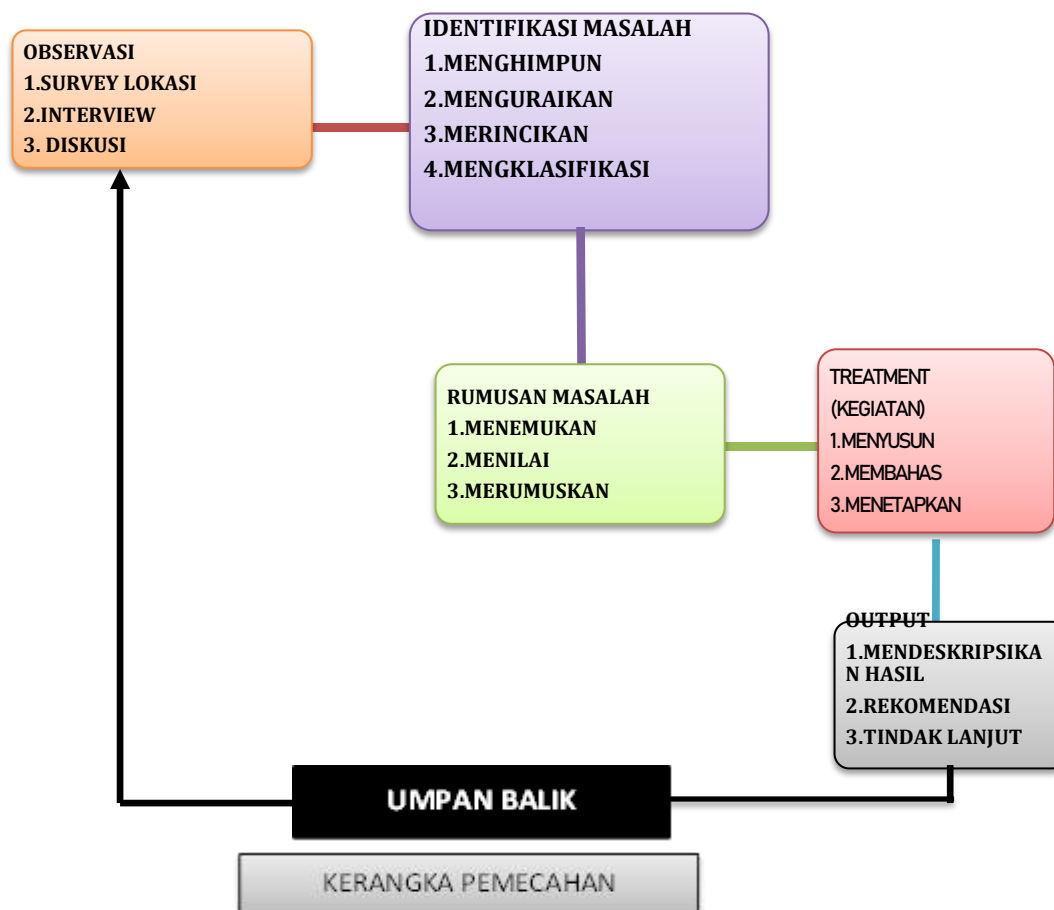 OBSERVASI
1.SURVEY LOKASI
2.INTERVIEW
3. DISKUSI
IDENTIFIKASI MASALAH
1.MENGHIMPUN
2.MENGURAIKAN
3.MERINCIKAN
4.MENGKLASIFIKASI
RUMUSAN MASALAH
1.MENEMUKAN
2.MENILAI
3.MERUMUSKAN
TREATMENT
(KEGIATAN)
1.MENYUSUN
2.MEMBAHAS
3.MENETAPKAN
OUTPUT
1.MENDESKRIPSIKA
N HASIL
2.REKOMENDASI
3.TINDAK LANJUT
UMPAN BALIK
KERANGKA PEMECAHAN